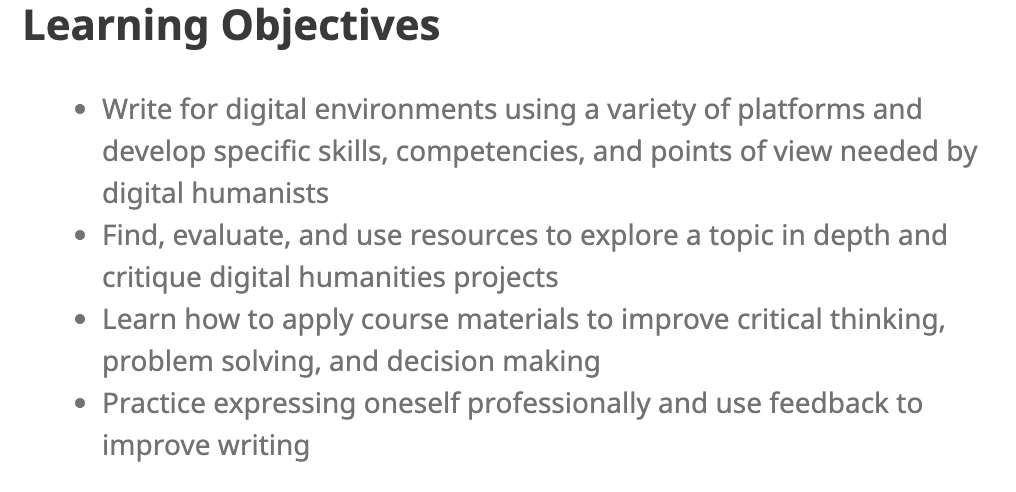 Learning Objectives
Write for digital environments using a variety of platforms and
develop specific skills, competencies, and points of view needed by
digital humanists
Find, evaluate, and use resources to explore a topic in depth and
critique digital humanities projects
Learn how to apply course materials to improve critical thinking,
problem solving, and decision making
Practice expressing oneself professionally and use feedback to
improve writing